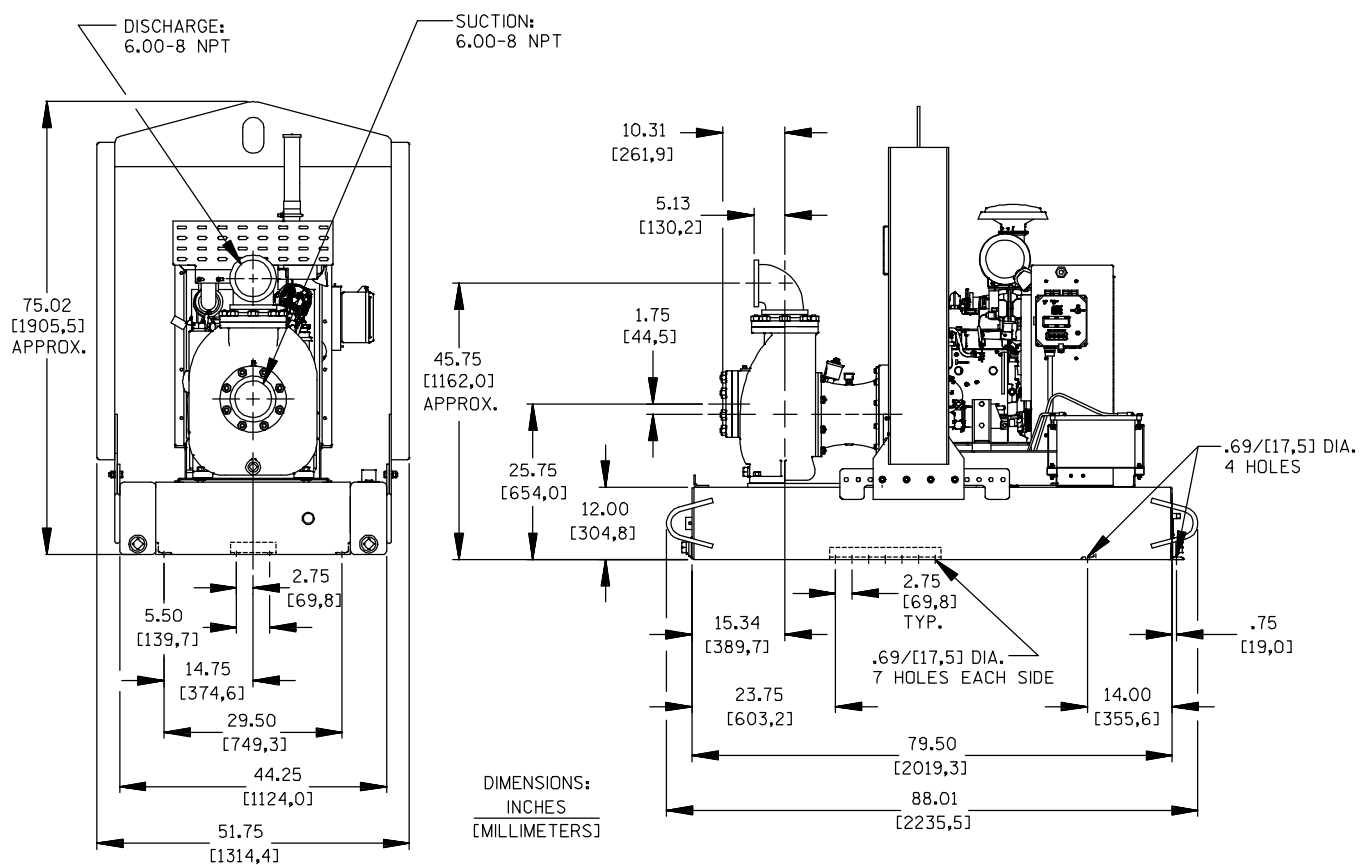 DISCHARGE:
6.00-8 NPT
SUCTION:
6.00-8 NPT
75.02
[1905,5]
APPROX.
5.50
[139,7]
2.75
[69,8]
14.75
[374,6]
29.50
[749,3]
44.25
[1124,0]
51.75
[1314,4]
10.31
[261,9]
5.13
[130,2]
1.75
[44,5]
45.75
[1162,0]
APPROX.
25.75
[654,0]
12.00
[304,8]
.69/[17,5] DIA.
4 HOLES
2.75
[69,8]
TYP.
15.34
[389,7]
.75
[19,0]
.69/[17,5] DIA.
7 HOLES EACH SIDE
23.75
[603,2]
14.00
[355,6]
79.50
[2019,3]
88.01
[2235,5]
DIMENSIONS:
INCHES
[MILLIMETERS]